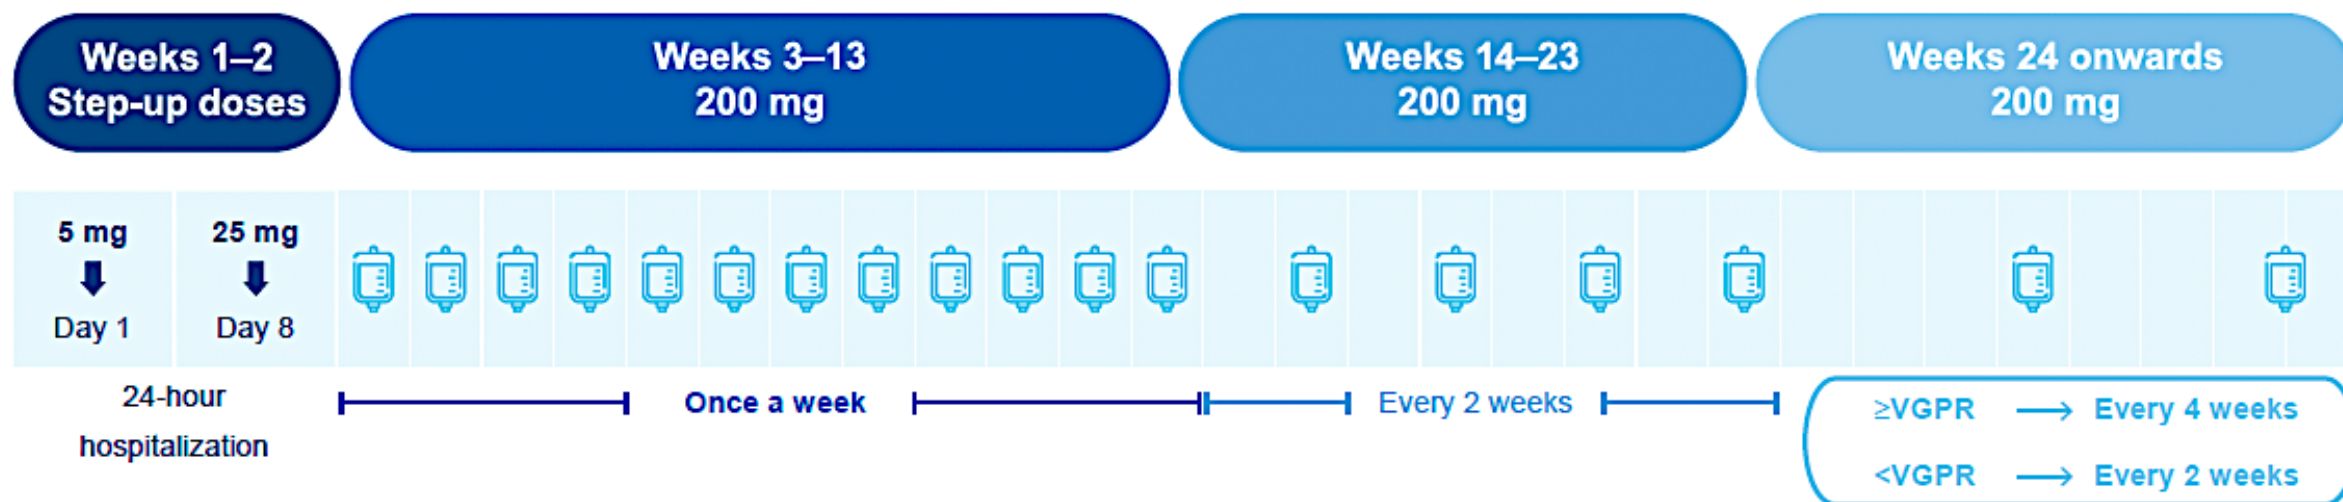 Weeks 1–2
Step-up doses
Weeks 3–13
200 mg
Weeks 14–23
200 mg
Weeks 24 onwards
200 mg
5 mg
Day 1
25 mg
Day 8
24-hour
hospitalization
Once a week
Every 2 weeks
≥VGPR → Every 4 weeks
<VGPR → Every 2 weeks